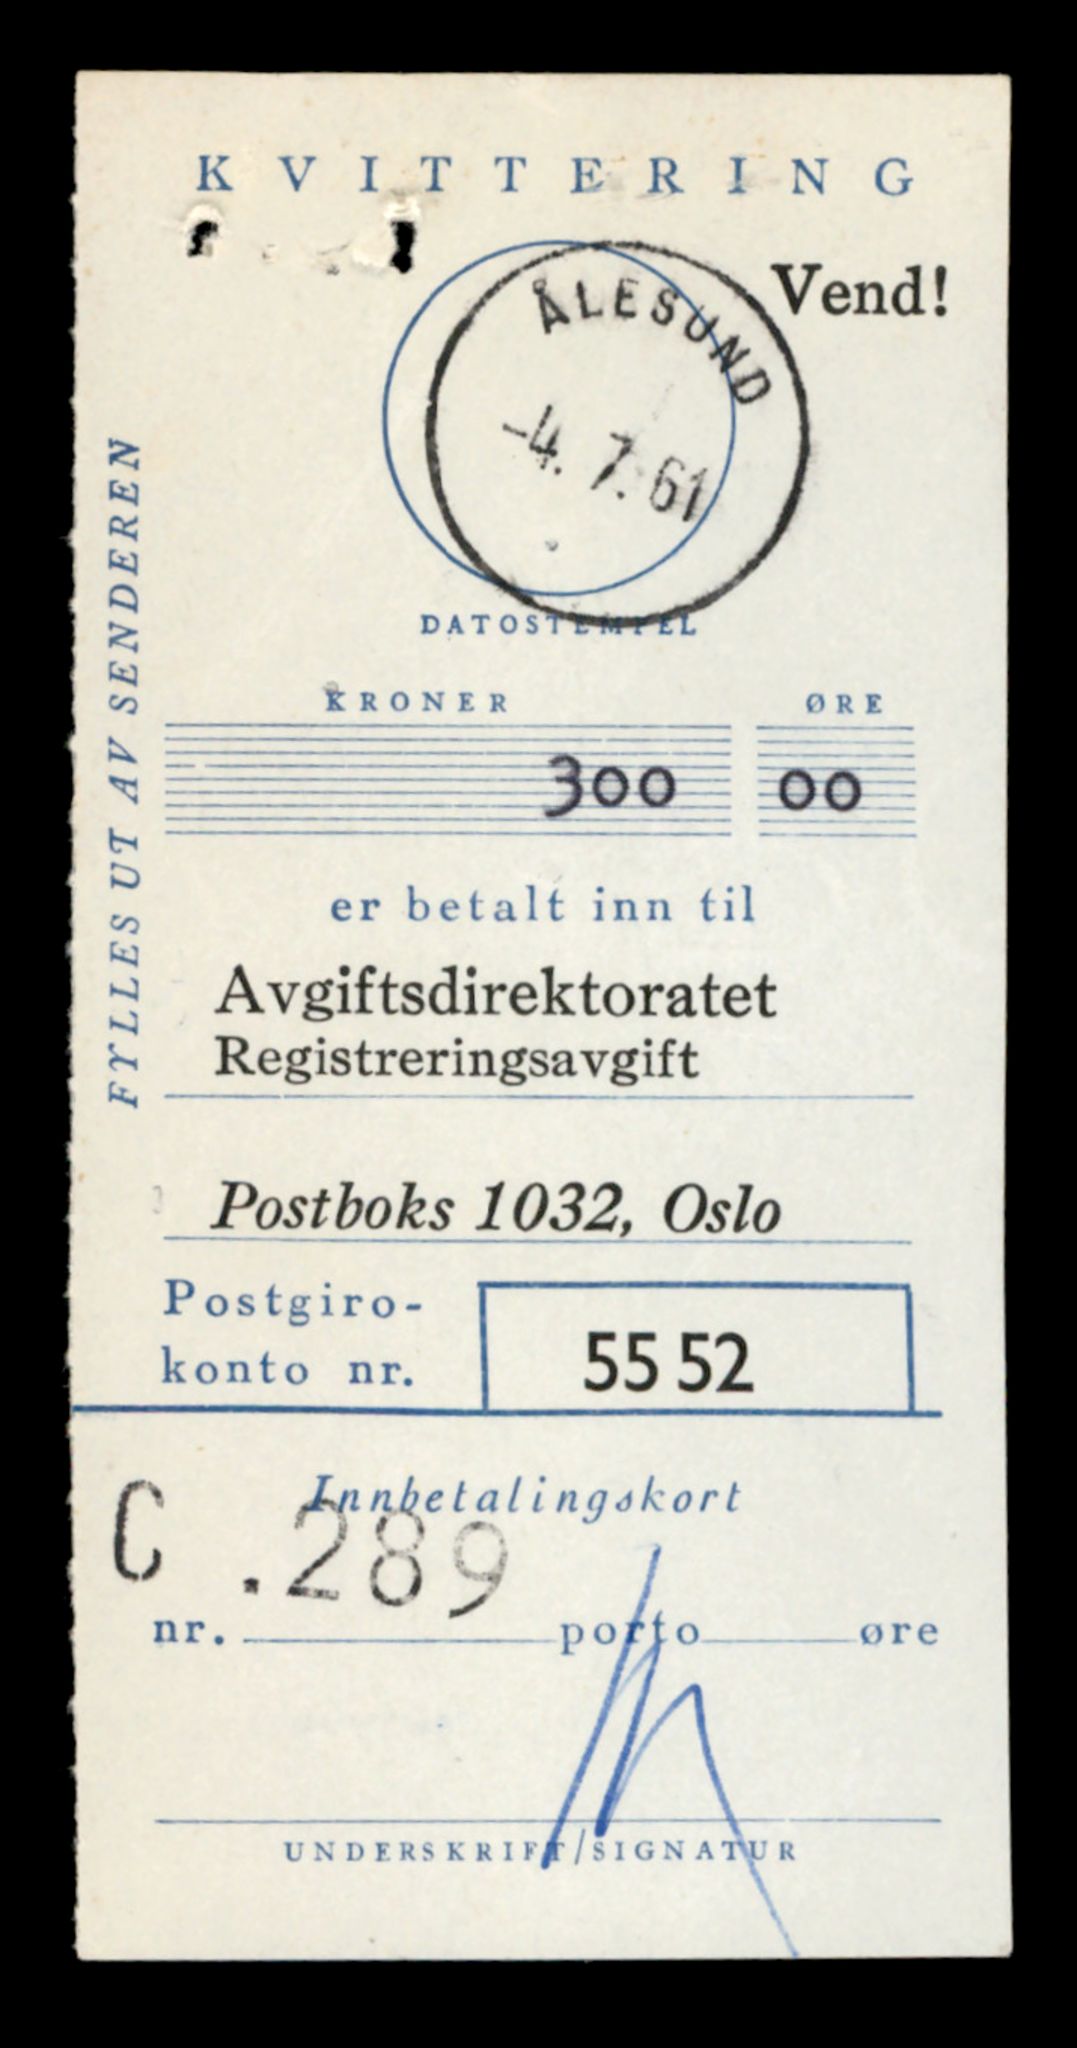 KVITTERING
Vend!
ÅLESUND
-4. 7. 61
DATOSTEMPEL
FYLLES UT AV SENDEREN
KRONER ØRE
300 00
er betalt inn til
Avgiftsdirektoratet
Registreringsavgift
Postboks 1032, Oslo
Postgiro-
konto nr.
55 52
Innbetalingskort
C .289
nr. porto øre
UNDERSKRIFT/SIGNATUR